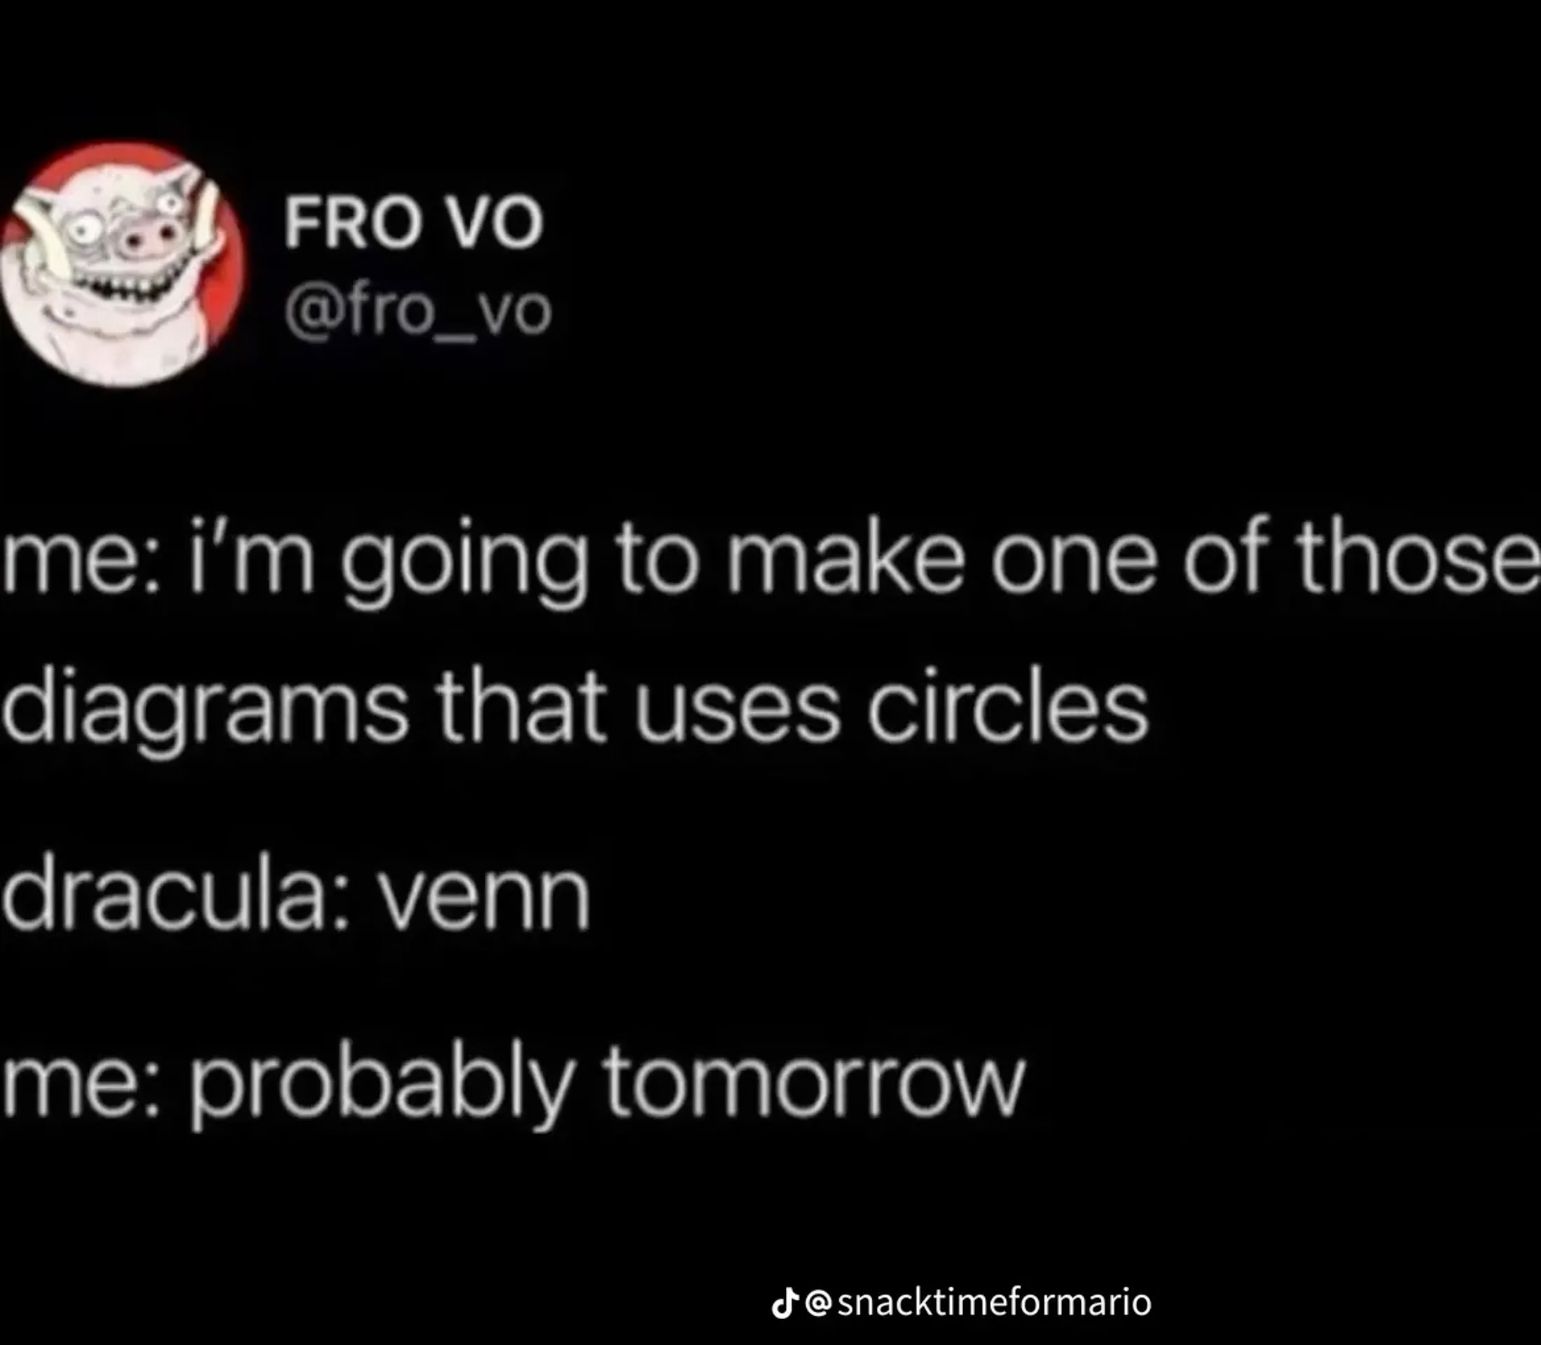 FRO VO
@fro_vo
me: i’m going to make one of those
diagrams that uses circles
dracula: venn
me: probably tomorrow
@snacktimeformario